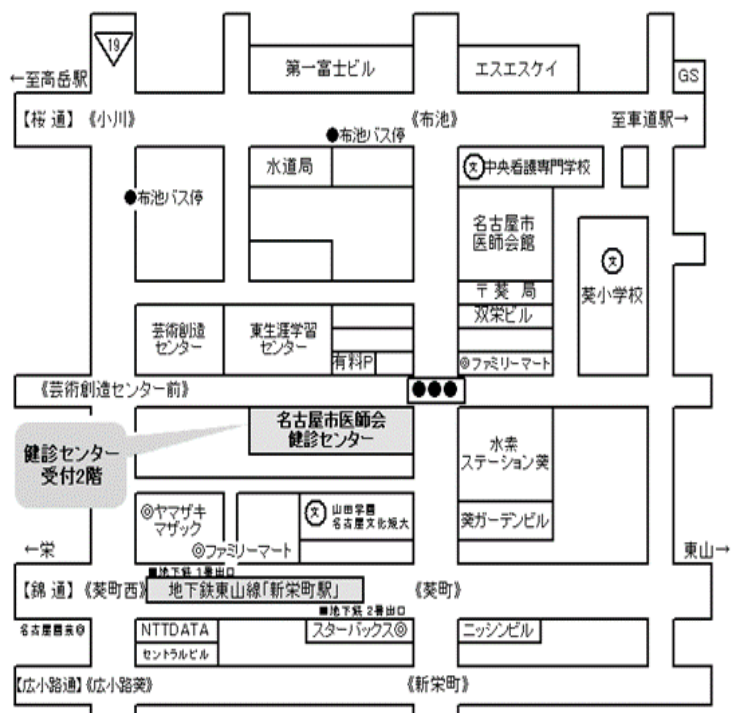 19
第一富士ビル
エスエスケイ
←至高岳駅
GS
【桜 通】《小川》
《布池》
至車道駅→
●布池バス停
水道局
文 中央看護専門学校
●布池バス停
名古屋市
医師会館
文
葵小学校
〒葵 局
双栄ビル
芸術創造
センター
東生涯学習
センター
有料P
◎ファミリーマート
《芸術創造センター前》
名古屋市医師会
健診センター
健診センター
受付2階
水素
ステーション葵
◎ヤマザキ
マザック
文 山田学園
名古屋文化短大
葵ガーデンビル
←栄
◎ファミリーマート
東山→
■地下鉄 1番出口
【錦 通】《葵町西》
地下鉄東山線「新栄町駅」
《葵町》
■地下鉄 2番出口
NTTDATA
スターバックス◎
ニッシンビル
セントラルビル
【広小路通】《広小路葵》
《新栄町》